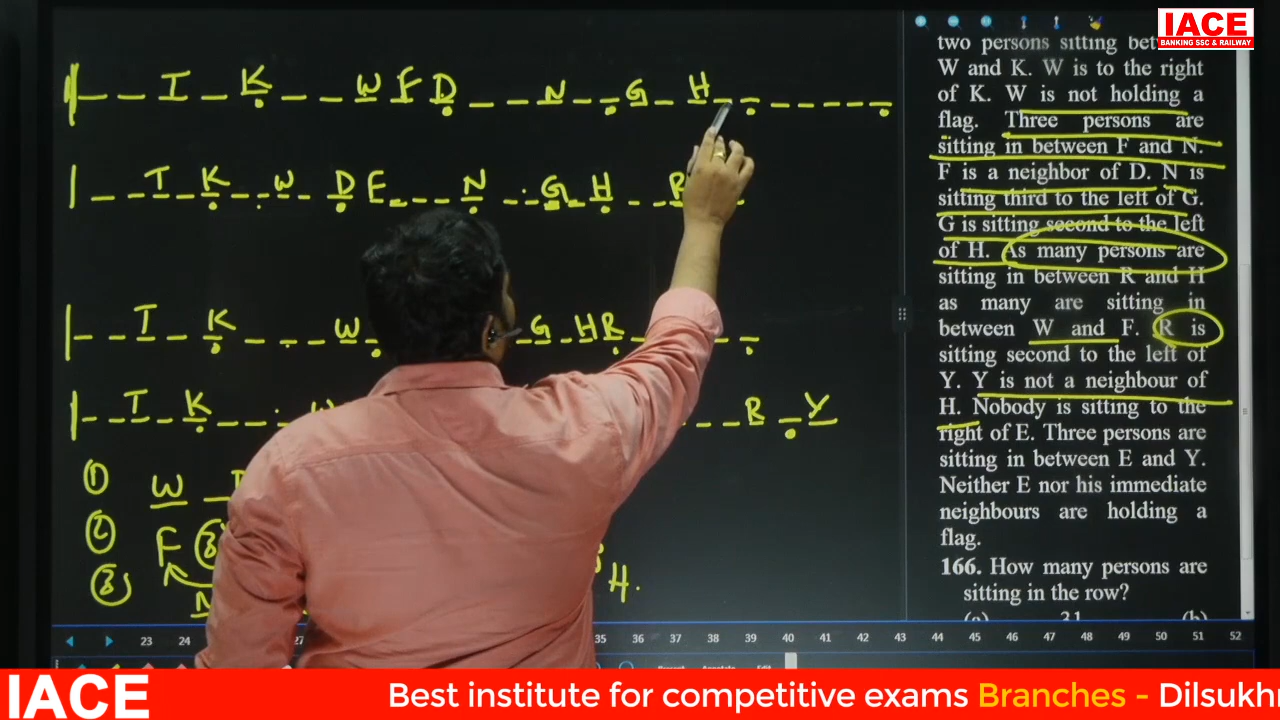 IACE
BANKING SSC & RAILWAY
two persons sitting
W and K. W is to the right
of K. W is not holding a
flag. Three persons are
sitting in between F and N.
F is a neighbor of D. N is
sitting third to the left of G.
G is sitting second to the left
of H. As many persons are
sitting in between R and H
as many are sitting in
between W and F. R is
sitting second to the left of
Y. Y is not a neighbour of
H. Nobody is sitting to the
right of E. Three persons are
sitting in between E and Y.
Neither E nor his immediate
neighbours are holding a
flag.
166. How many persons are
sitting in the row?
(a) 31 (b)
T K W F D N G H
T K W D F N G H R
T K W G H R
T K R Y
① W
② F
③ H.
23 24 35 36 37 38 39 40 41 42 43 44 45 46 47 48 49 50 51 52
IACE Best institute for competitive exams Branches - Dilsukh